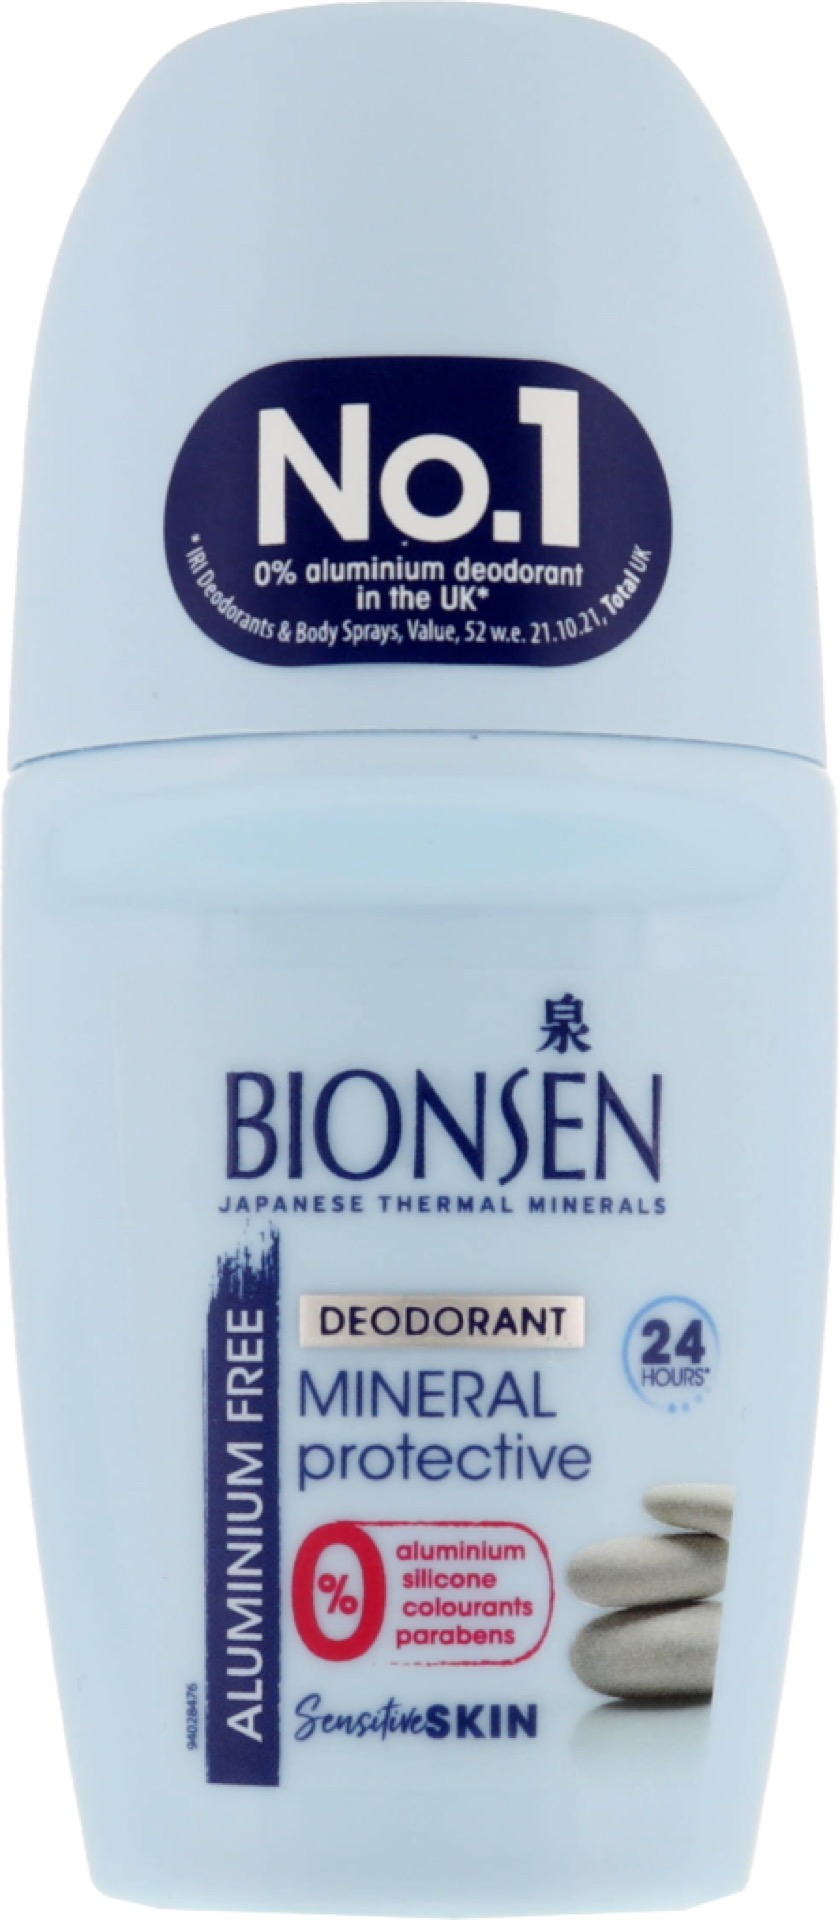 No.1
0% aluminium deodorant
in the UK*
* IRI Deodorants & Body Sprays, Value, 52 w.e. 21.10.21, Total UK
泉
BIONSEN
JAPANESE THERMAL MINERALS
ALUMINIUM FREE
DEODORANT
24
HOURS*
MINERAL
protective
0%
aluminium
silicone
colourants
parabens
SensitiveSKIN
94028476